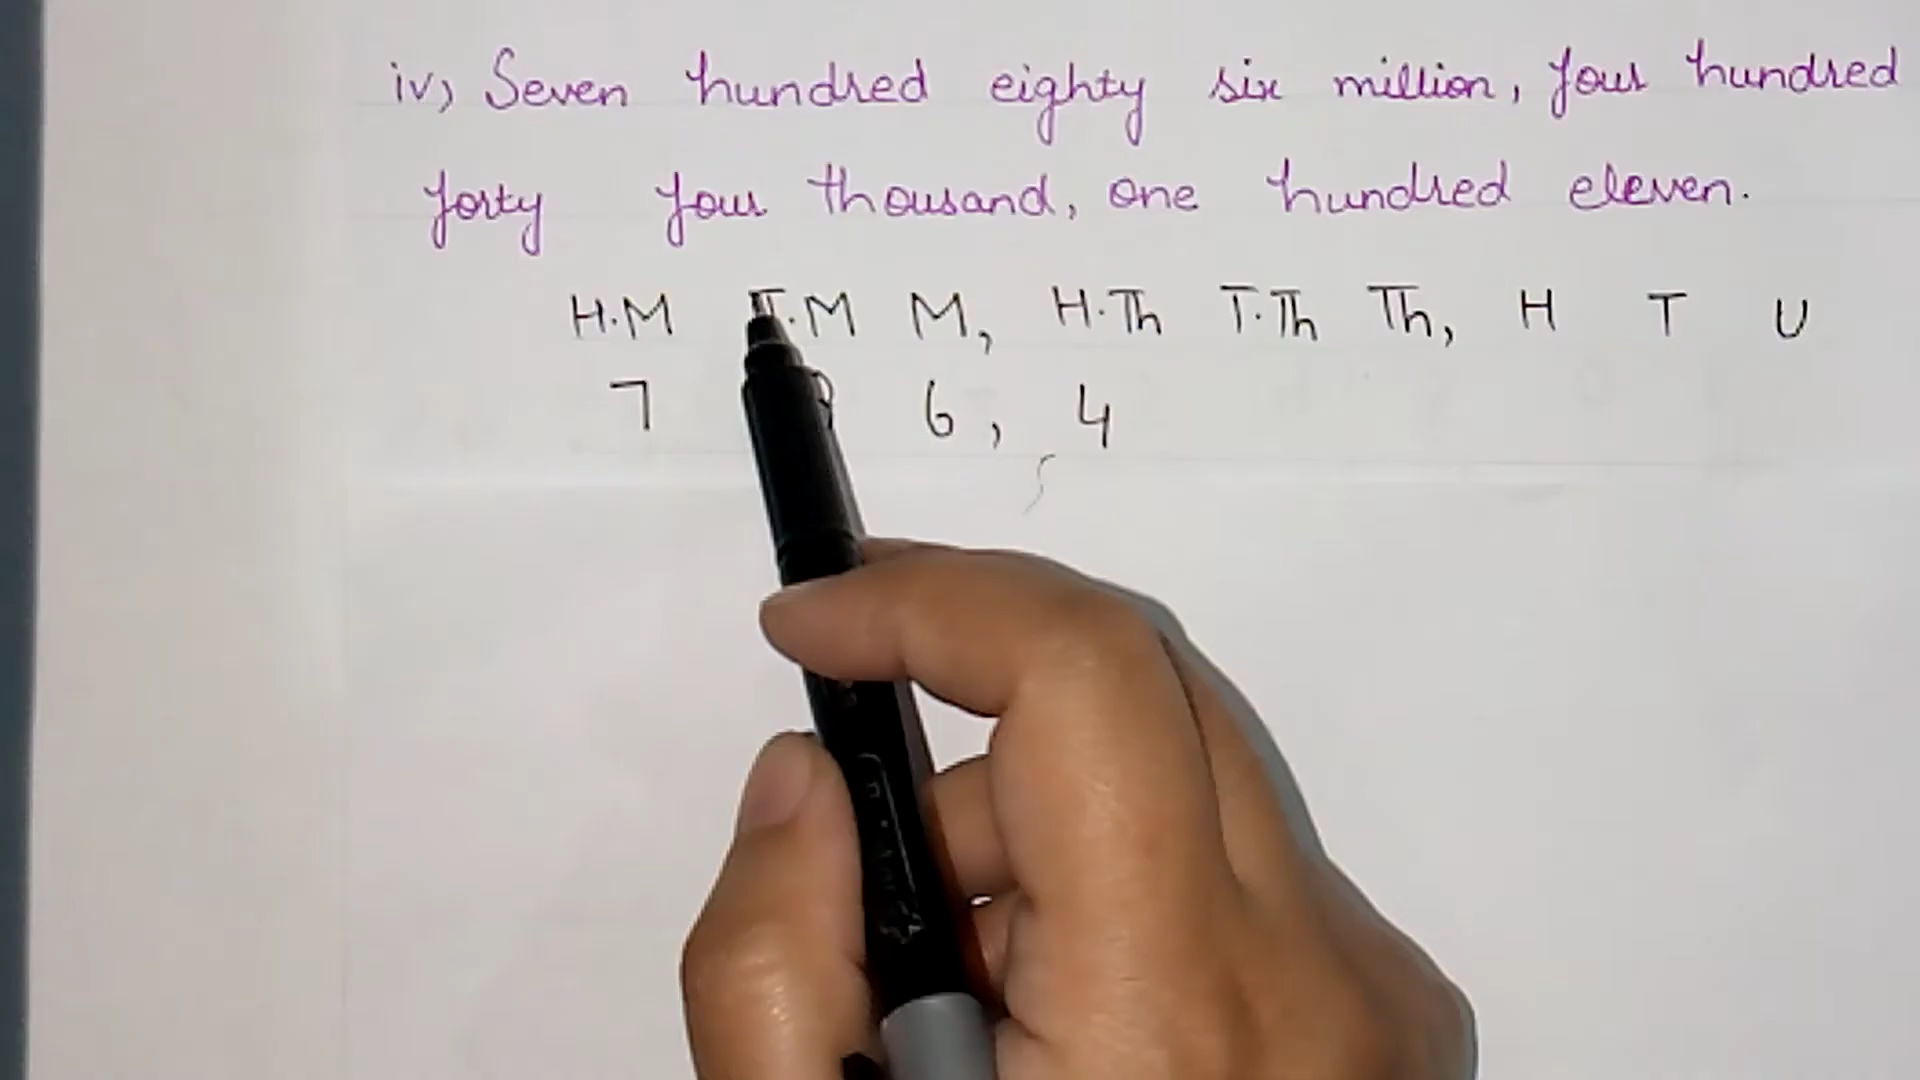 iv) Seven hundred eighty six million, four hundred
forty four thousand, one hundred eleven.
H.M T.M M, H.Th T.Th Th, H T U
7 8 6, 4